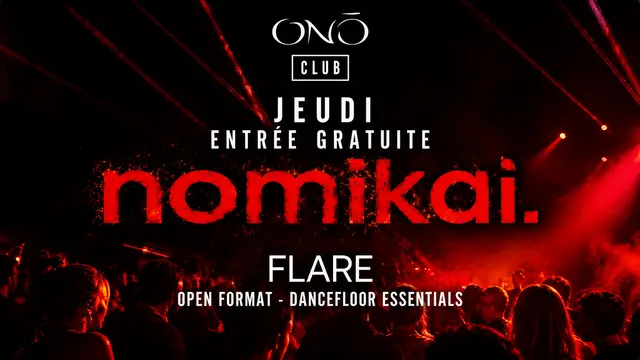 ONŌ
CLUB
JEUDI
ENTRÉE GRATUITE
nomikai.
FLARE
OPEN FORMAT - DANCEFLOOR ESSENTIALS